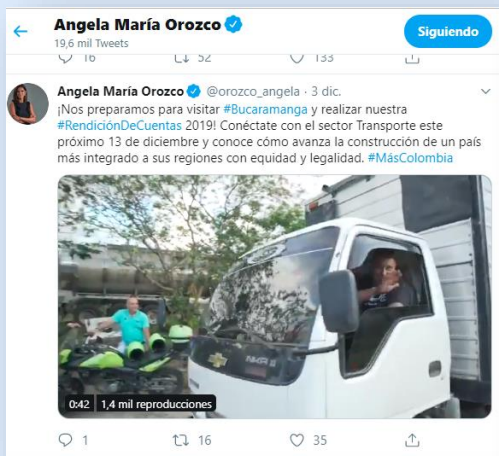 Angela María Orozco
19,6 mil Tweets
Siguiendo
16 52 133
Angela María Orozco @orozco_angela · 3 dic.
¡Nos preparamos para visitar #Bucaramanga y realizar nuestra
#RendiciónDeCuentas 2019! Conéctate con el sector Transporte este
próximo 13 de diciembre y conoce cómo avanza la construcción de un país
más integrado a sus regiones con equidad y legalidad. #MásColombia
NKR II
0:42 1,4 mil reproducciones
1 16 35